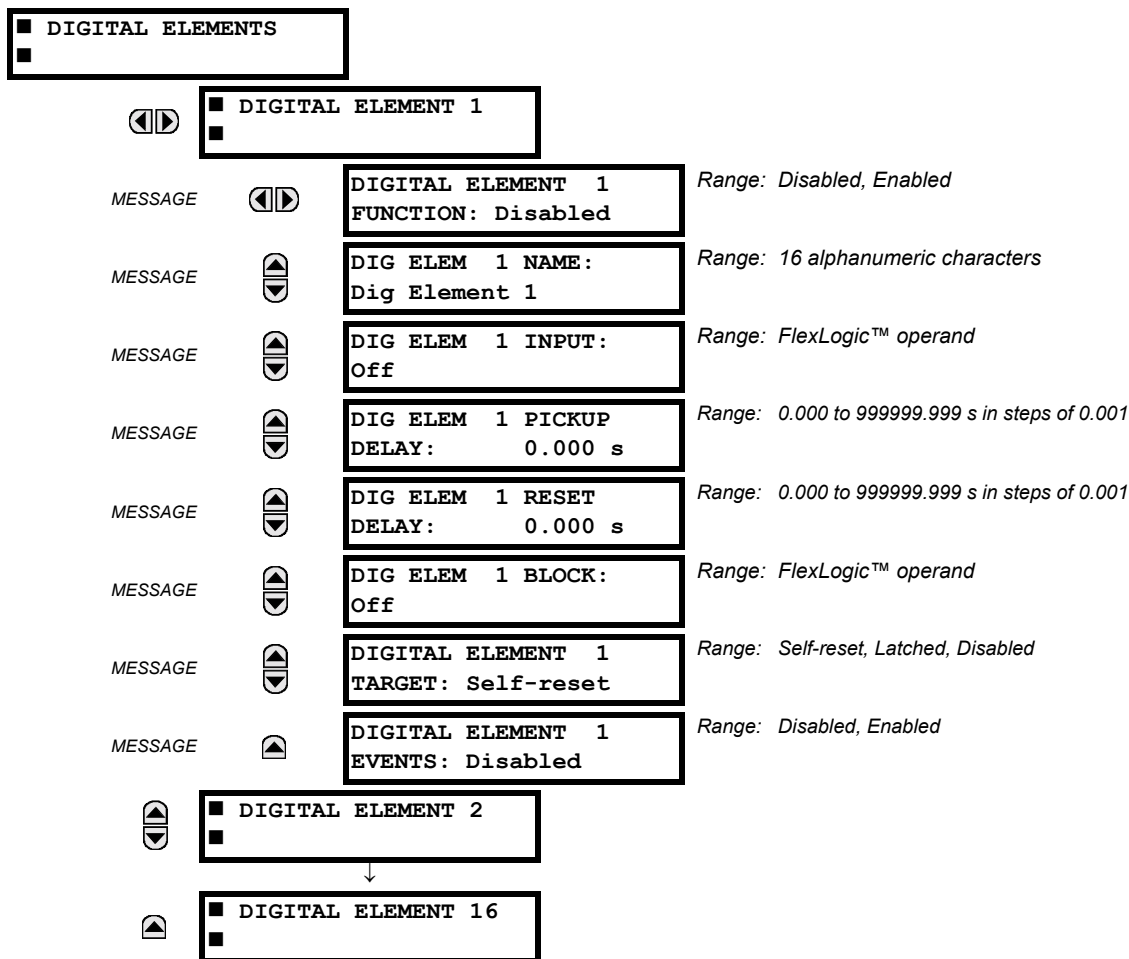 ■ DIGITAL ELEMENTS
■
■ DIGITAL ELEMENT 1
■
MESSAGE
DIGITAL ELEMENT 1
FUNCTION: Disabled
Range: Disabled, Enabled
MESSAGE
DIG ELEM 1 NAME:
Dig Element 1
Range: 16 alphanumeric characters
MESSAGE
DIG ELEM 1 INPUT:
Off
Range: FlexLogic™ operand
MESSAGE
DIG ELEM 1 PICKUP
DELAY: 0.000 s
Range: 0.000 to 999999.999 s in steps of 0.001
MESSAGE
DIG ELEM 1 RESET
DELAY: 0.000 s
Range: 0.000 to 999999.999 s in steps of 0.001
MESSAGE
DIG ELEM 1 BLOCK:
Off
Range: FlexLogic™ operand
MESSAGE
DIGITAL ELEMENT 1
TARGET: Self-reset
Range: Self-reset, Latched, Disabled
MESSAGE
DIGITAL ELEMENT 1
EVENTS: Disabled
Range: Disabled, Enabled
■ DIGITAL ELEMENT 2
■
↓
■ DIGITAL ELEMENT 16
■